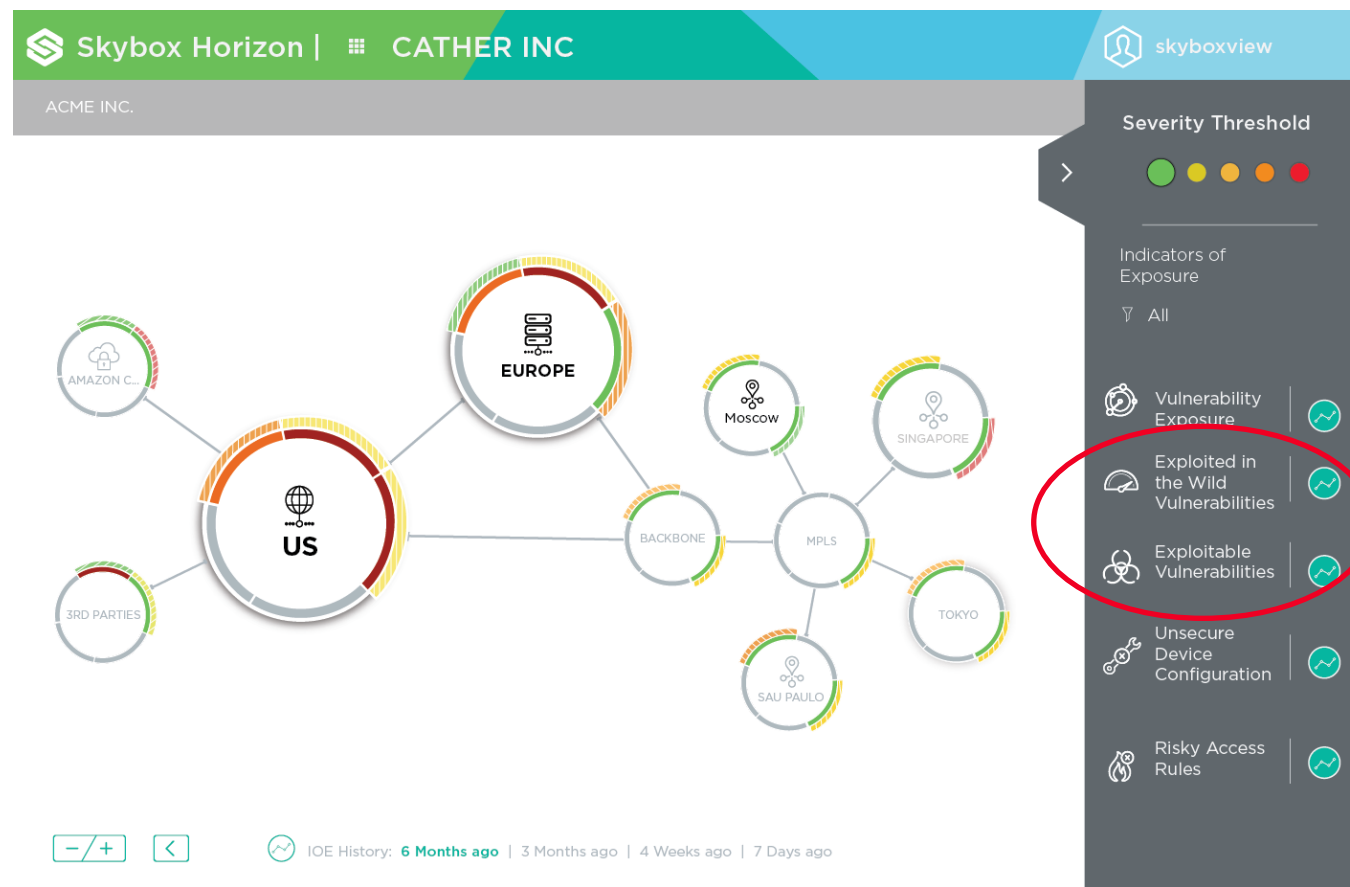 Skybox Horizon | CATHER INC
skyboxview
ACME INC.
Severity Threshold
Indicators of
Exposure
All
AMAZON C...
EUROPE
Moscow
SINGAPORE
US
BACKBONE
MPLS
3RD PARTIES
TOKYO
SAU PAULO
Vulnerability
Exposure
Exploited in
the Wild
Vulnerabilities
Exploitable
Vulnerabilities
Unsecure
Device
Configuration
Risky Access
Rules
−/+ <
IOE History: 6 Months ago | 3 Months ago | 4 Weeks ago | 7 Days ago